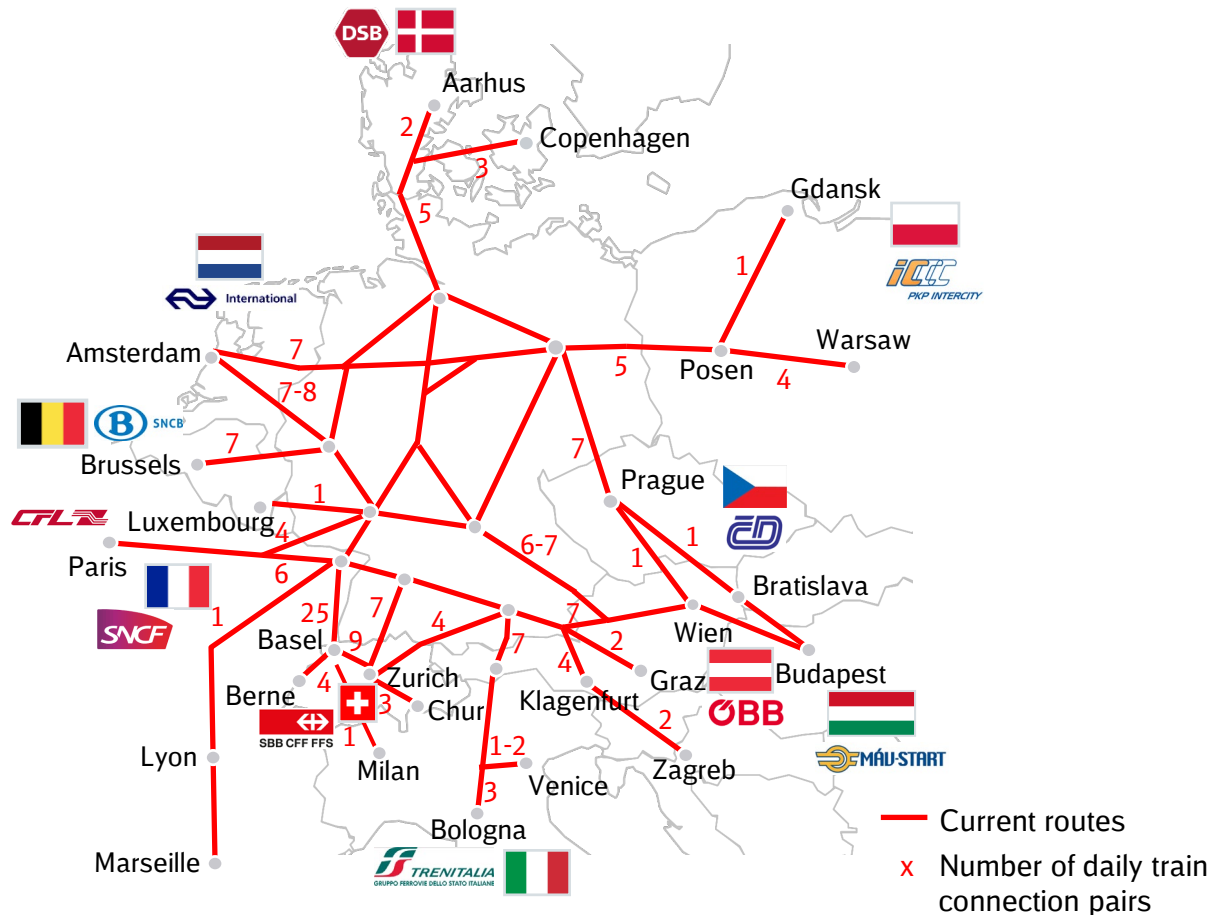 DSB
Aarhus
2
Copenhagen
3
Gdansk
5
International
1
iC
PKP INTERCITY
Warsaw
Amsterdam
7
5
Posen
4
7-8
B SNCB
7
7
Brussels
Prague
1
CFL
Luxembourg
4
ČD
6-7
1
Paris
6
1
Bratislava
1
25
7
7
SNCF
Basel
9
4
7
2
Wien
4
Zurich
Graz
Budapest
Berne
4
3
Chur
Klagenfurt
ÖBB
SBB CFF FFS
1
2
MÁV-START
Lyon
Milan
1-2
Venice
Zagreb
3
Bologna
Current routes
Marseille
TRENITALIA
GRUPPO FERROVIE DELLO STATO ITALIANE
x Number of daily train
connection pairs